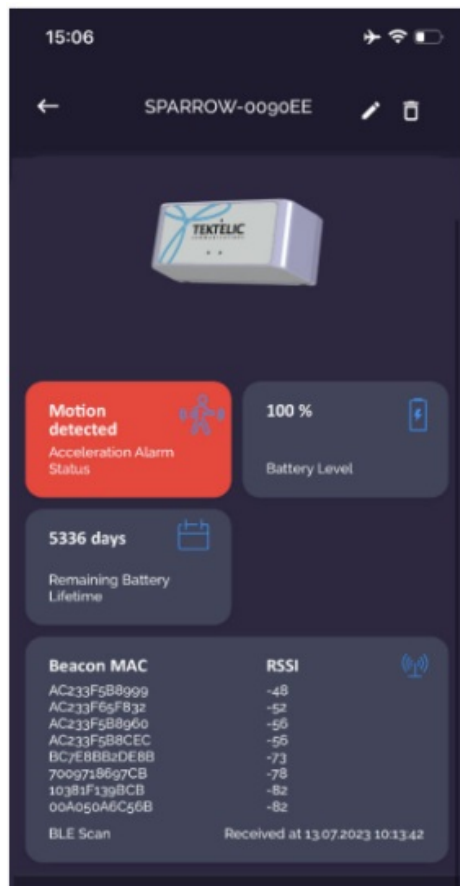 15:06
SPARROW-0090EE
TEKTELIC
COMMUNICATIONS
Motion
detected
Acceleration Alarm
Status
100 %
Battery Level
5336 days
Remaining Battery
Lifetime
Beacon MAC RSSI
AC233F5B8999 -48
AC233F65F832 -52
AC233F5B8960 -56
AC233F5B8CEC -56
BC7E8BB2DE8B -73
7009718697CB -78
10381F139BCB -82
00A050A6C56B -82
BLE Scan Received at 13.07.2023 10:13:42